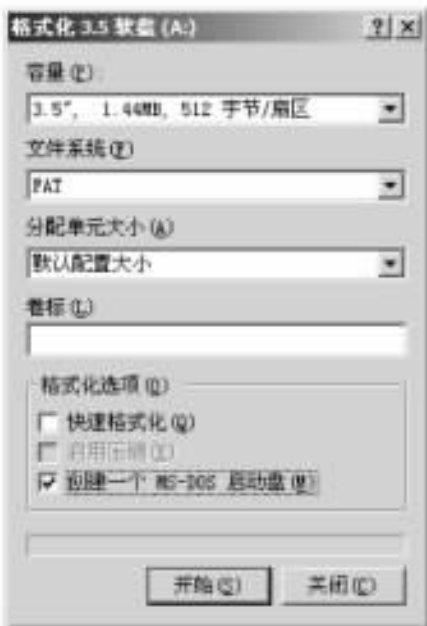 格式化 3.5 软盘 (A:)
容量(P):
3.5", 1.44MB, 512 字节/扇区
文件系统(F)
FAT
分配单元大小(A)
默认配置大小
卷标(L)
格式化选项(O)
快速格式化(Q)
启用压缩(E)
创建一个 MS-DOS 启动盘(M)
开始(S)
关闭(C)